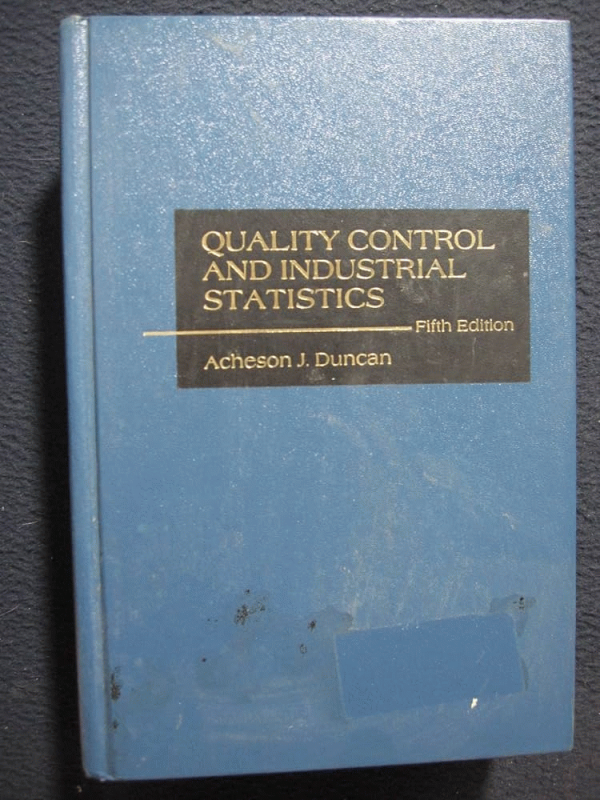 QUALITY CONTROL
AND INDUSTRIAL
STATISTICS
Fifth Edition
Acheson J. Duncan